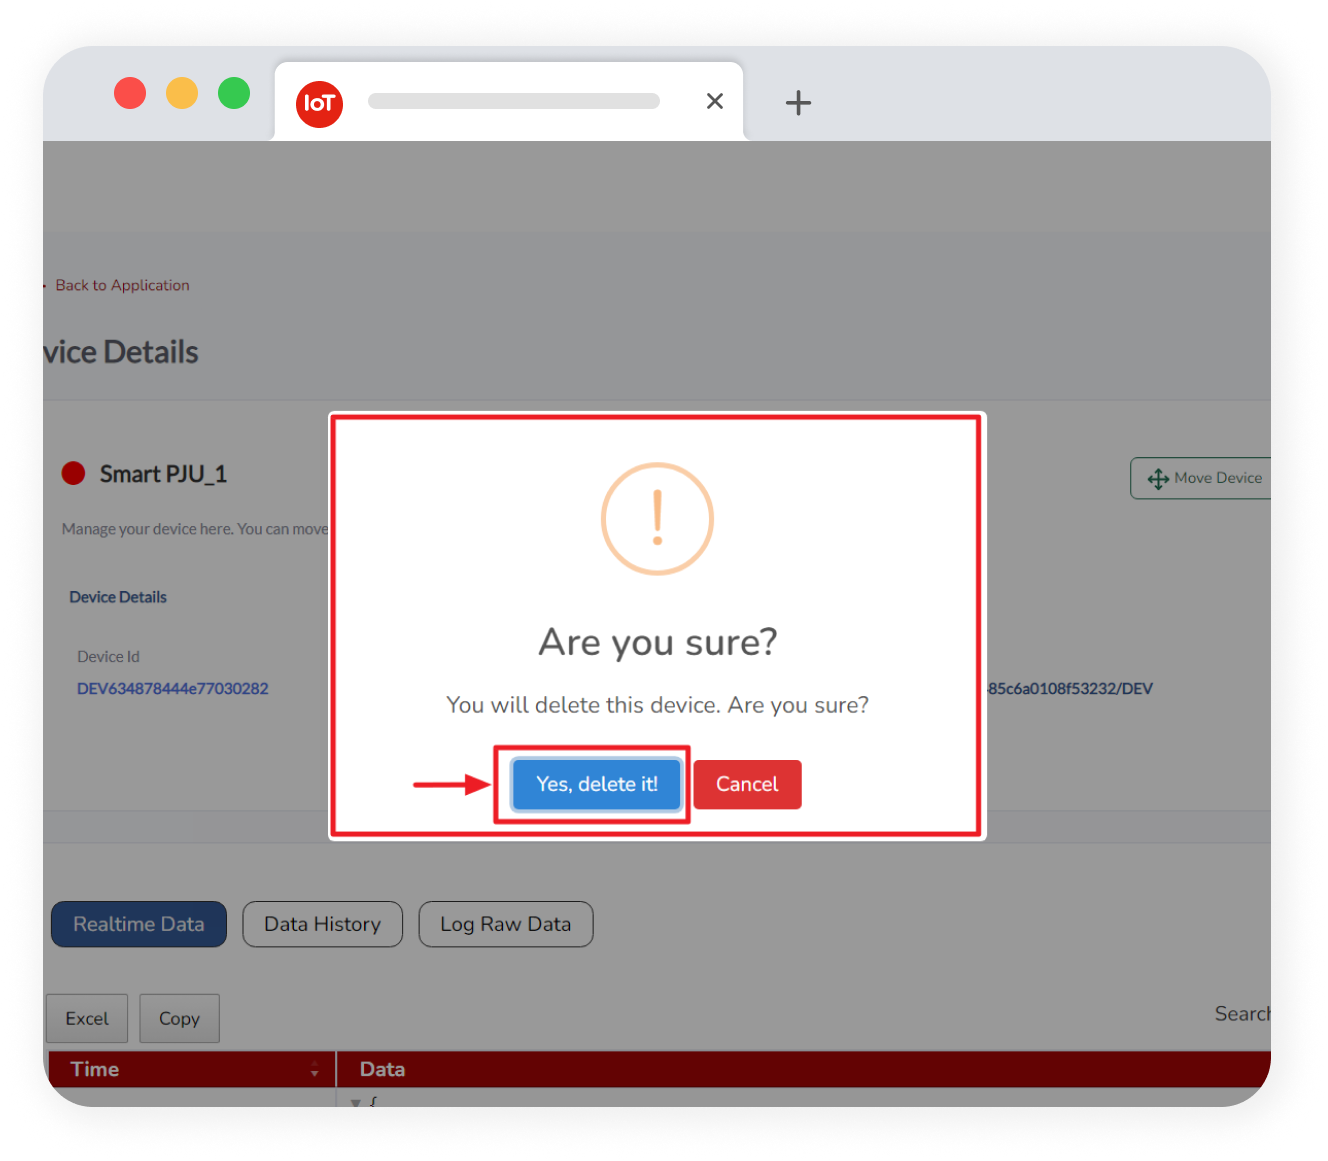 IoT
Back to Application
vice Details
Smart PJU_1
Move Device
Manage your device here. You can move
Device Details
Device Id
DEV634878444e77030282
85c6a0108f53232/DEV
!
Are you sure?
You will delete this device. Are you sure?
Yes, delete it!
Cancel
Realtime Data
Data History
Log Raw Data
Excel
Copy
Search
Time
Data
{